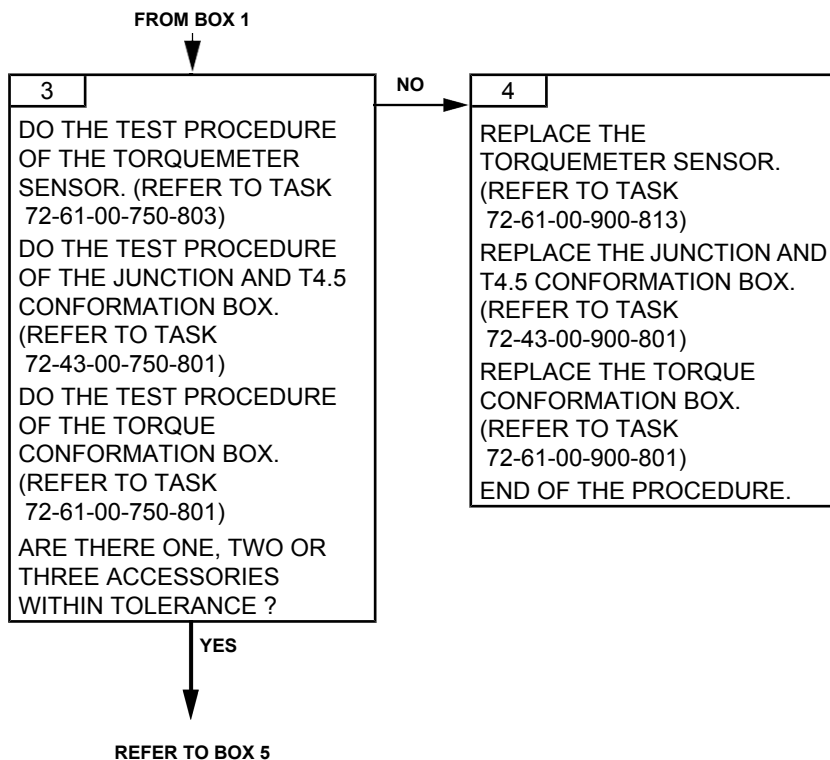 FROM BOX 1
3
DO THE TEST PROCEDURE
OF THE TORQUEMETER
SENSOR. (REFER TO TASK
72-61-00-750-803)
DO THE TEST PROCEDURE
OF THE JUNCTION AND T4.5
CONFORMATION BOX.
(REFER TO TASK
72-43-00-750-801)
DO THE TEST PROCEDURE
OF THE TORQUE
CONFORMATION BOX.
(REFER TO TASK
72-61-00-750-801)
ARE THERE ONE, TWO OR
THREE ACCESSORIES
WITHIN TOLERANCE ?
NO
4
REPLACE THE
TORQUEMETER SENSOR.
(REFER TO TASK
72-61-00-900-813)
REPLACE THE JUNCTION AND
T4.5 CONFORMATION BOX.
(REFER TO TASK
72-43-00-900-801)
REPLACE THE TORQUE
CONFORMATION BOX.
(REFER TO TASK
72-61-00-900-801)
END OF THE PROCEDURE.
YES
REFER TO BOX 5